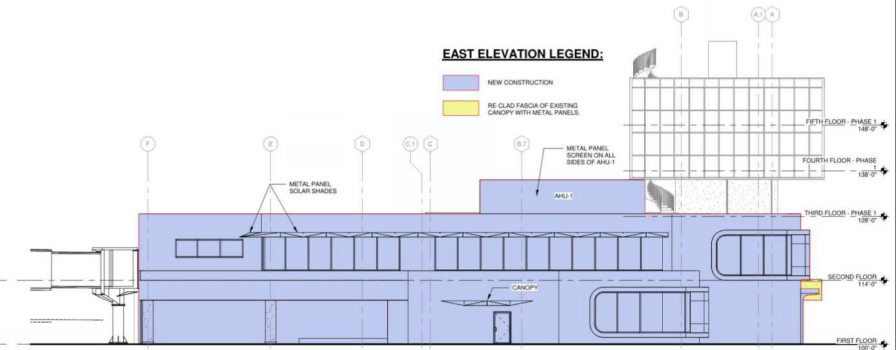 B
A.1
A
EAST ELEVATION LEGEND:
NEW CONSTRUCTION
RE-CLAD FASCIA OF EXISTING
CANOPY WITH METAL PANELS.
FIFTH FLOOR - PHASE 1
148'-0"
F
E
D
C.1
C
B.7
METAL PANEL
SCREEN ON ALL
SIDES OF AHU-1
FOURTH FLOOR - PHASE
1
138'-0"
METAL PANEL
SOLAR SHADES
AHU-1
THIRD FLOOR - PHASE 1
128'-0"
SECOND FLOOR
114'-0"
CANOPY
FIRST FLOOR
100'-0"